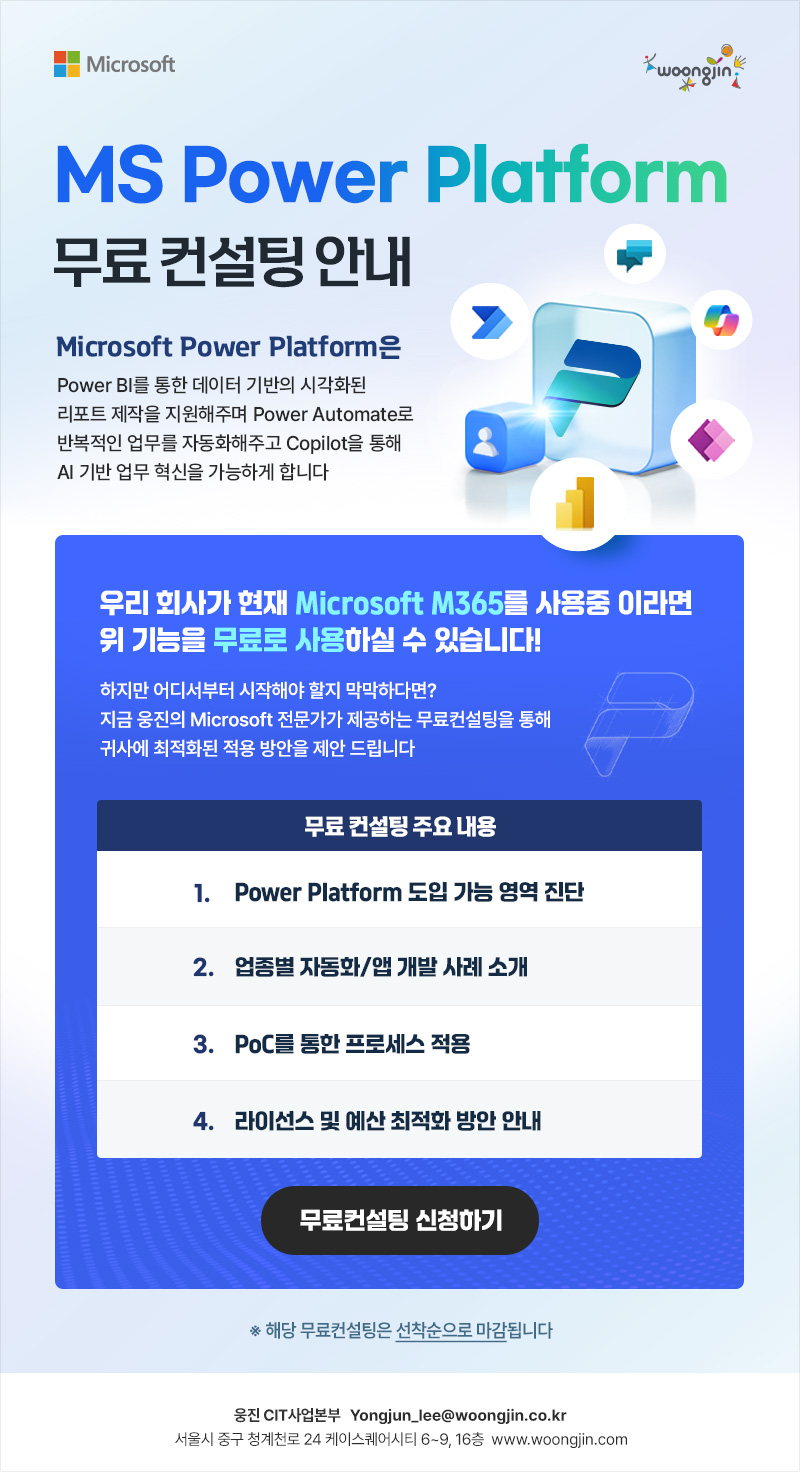 Microsoft
woongjin
MS Power Platform
무료 컨설팅 안내
Microsoft Power Platform은
Power BI를 통한 데이터 기반의 시각화된
리포트 제작을 지원해주며 Power Automate로
반복적인 업무를 자동화해주고 Copilot을 통해
AI 기반 업무 혁신을 가능하게 합니다
우리 회사가 현재 Microsoft M365를 사용중 이라면
위 기능을 무료로 사용하실 수 있습니다!
하지만 어디서부터 시작해야 할지 막막하다면?
지금 웅진의 Microsoft 전문가가 제공하는 무료컨설팅을 통해
귀사에 최적화된 적용 방안을 제안 드립니다
무료 컨설팅 주요 내용
1. Power Platform 도입 가능 영역 진단
2. 업종별 자동화/앱 개발 사례 소개
3. PoC를 통한 프로세스 적용
4. 라이선스 및 예산 최적화 방안 안내
무료컨설팅 신청하기
※ 해당 무료컨설팅은 선착순으로 마감됩니다
웅진 CIT사업본부 Yongjun_lee@woongjin.co.kr
서울시 중구 청계천로 24 케이스퀘어시티 6~9, 16층 www.woongjin.com